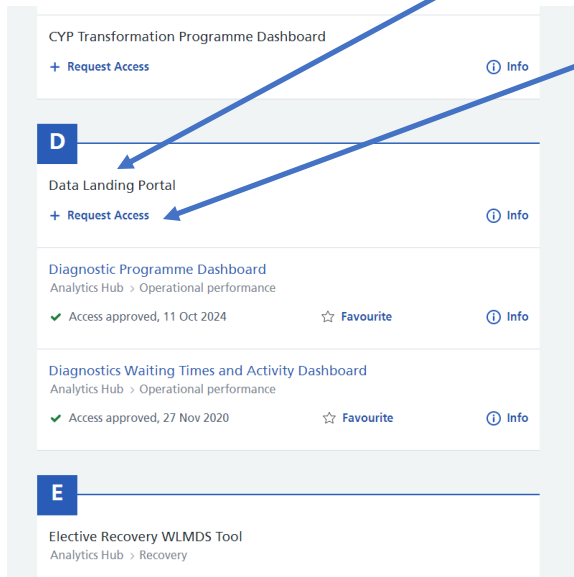 CYP Transformation Programme Dashboard
+ Request Access
Info
D
Data Landing Portal
+ Request Access
Info
Diagnostic Programme Dashboard
Analytics Hub > Operational performance
Access approved, 11 Oct 2024
Favourite
Info
Diagnostics Waiting Times and Activity Dashboard
Analytics Hub > Operational performance
Access approved, 27 Nov 2020
Favourite
Info
E
Elective Recovery WLMDS Tool
Analytics Hub > Recovery